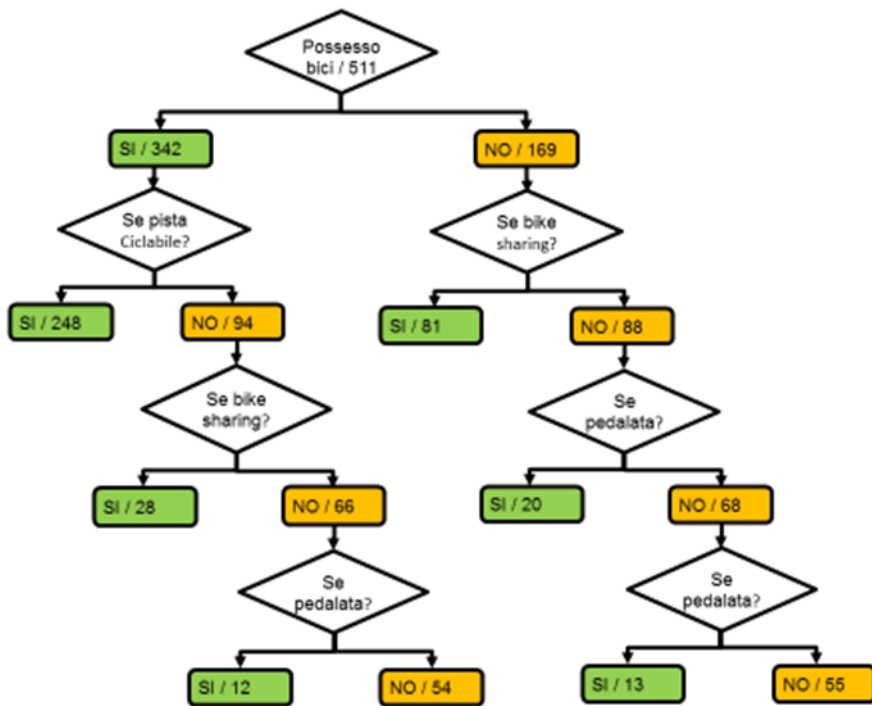 Possesso
bici / 511
SI / 342
NO / 169
Se pista
Ciclabile?
Se bike
sharing?
SI / 248
NO / 94
SI / 81
NO / 88
Se bike
sharing?
Se
pedalata?
SI / 28
NO / 66
SI / 20
NO / 68
Se
pedalata?
Se
pedalata?
SI / 12
NO / 54
SI / 13
NO / 55